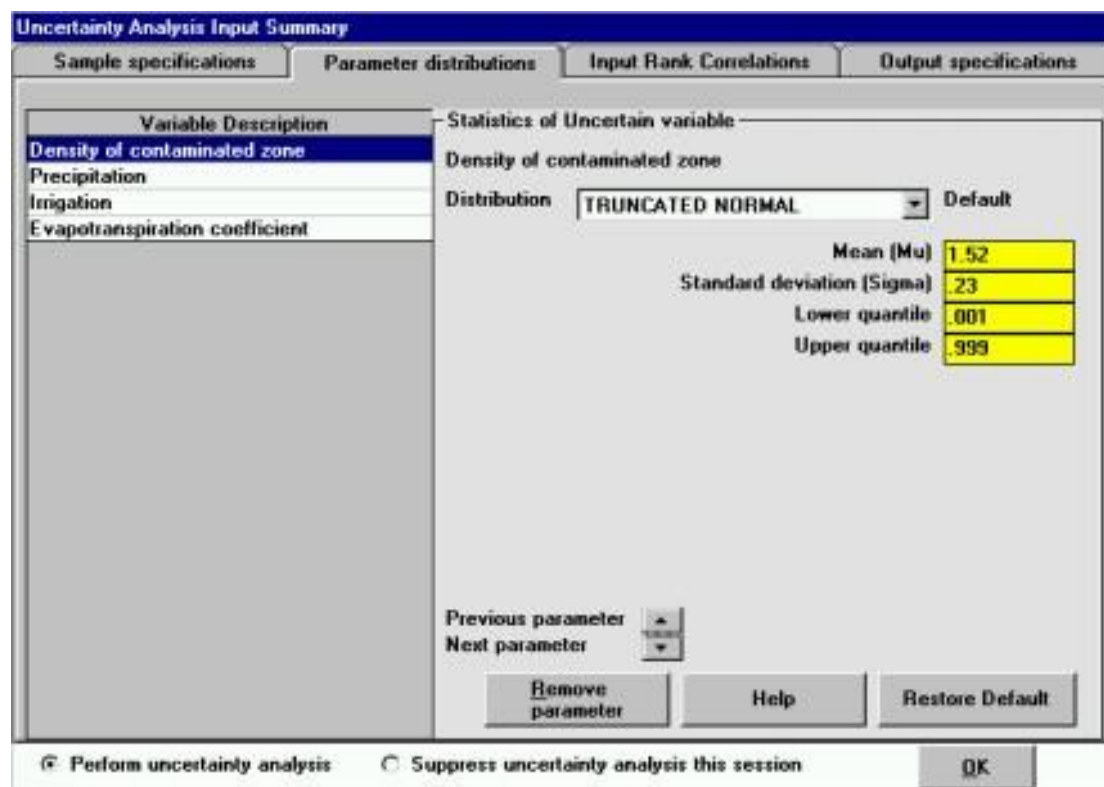 Uncertainty Analysis Input Summary
Sample specifications
Parameter distributions
Input Rank Correlations
Output specifications
Variable Description
Density of contaminated zone
Precipitation
Irrigation
Evapotranspiration coefficient
Statistics of Uncertain variable
Density of contaminated zone
Distribution TRUNCATED NORMAL Default
Mean (Mu) 1.52
Standard deviation (Sigma) .23
Lower quantile .001
Upper quantile .999
Previous parameter
Next parameter
Remove
parameter
Help
Restore Default
Perform uncertainty analysis
Suppress uncertainty analysis this session
OK